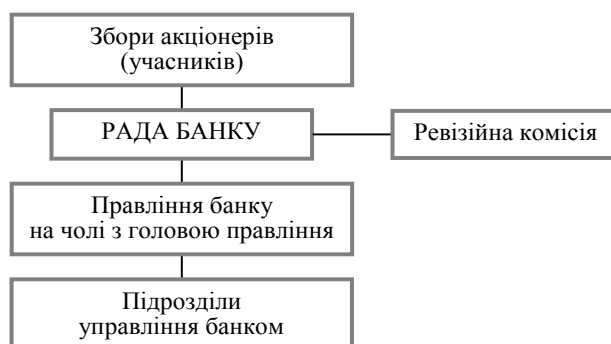 Збори акціонерів
(учасників)
РАДА БАНКУ
Ревізійна комісія
Правління банку
на чолі з головою правління
Підрозділи
управління банком